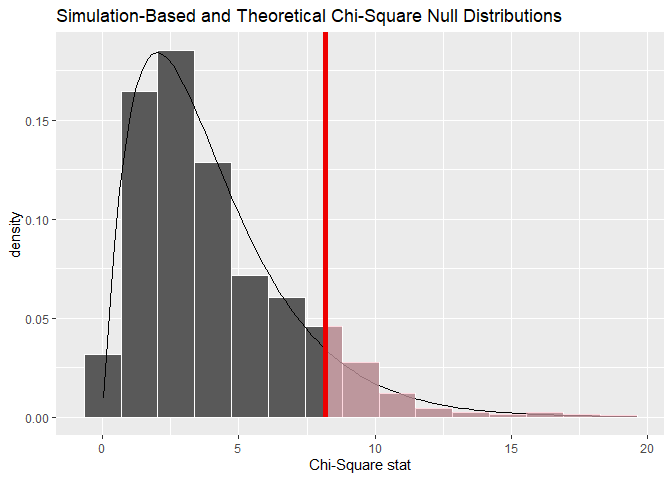 Simulation-Based and Theoretical Chi-Square Null Distributions
0.15
0.10
0.05
0.00
density
0 5 10 15 20
Chi-Square stat